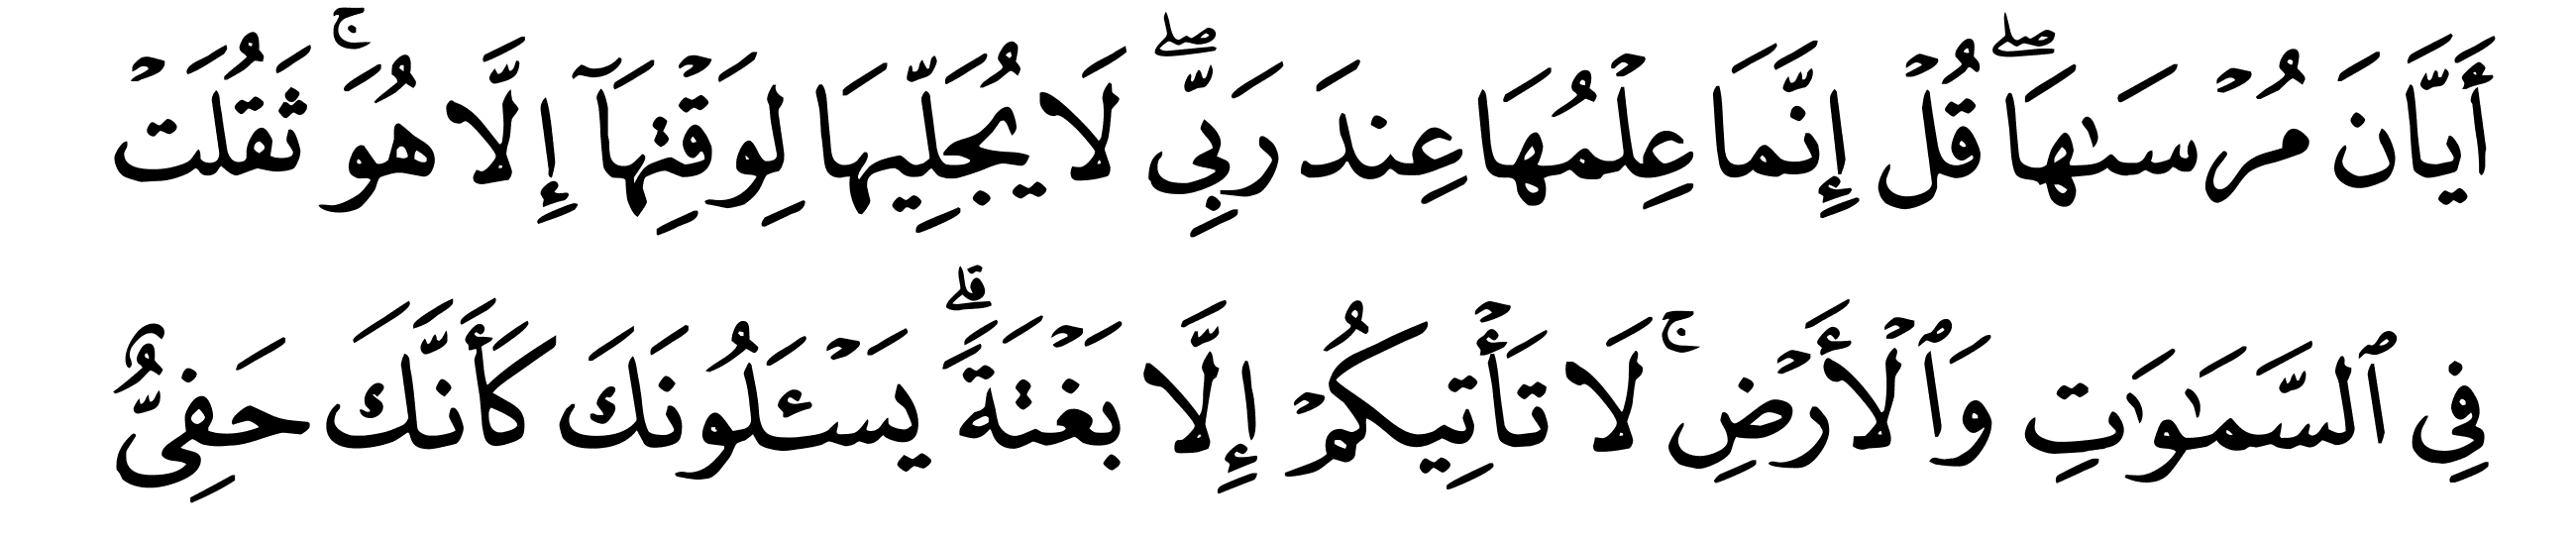 أَيَّانَ مُرْسَىٰهَا ۖ قُلْ إِنَّمَا عِلْمُهَا عِندَ رَبِّى ۖ لَا يُجَلِّيهَا لِوَقْتِهَآ إِلَّا هُوَ ۚ ثَقُلَتْ
فِى ٱلسَّمَـٰوَٰتِ وَٱلْأَرْضِ ۚ لَا تَأْتِيكُمْ إِلَّا بَغْتَةً ۗ يَسْـَٔلُونَكَ كَأَنَّكَ حَفِىٌّ